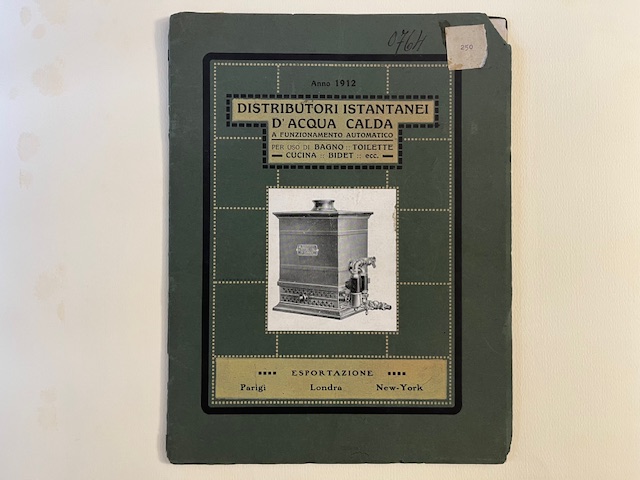 250
Anno 1912
DISTRIBUTORI ISTANTANEI
D'ACQUA CALDA
A FUNZIONAMENTO AUTOMATICO
PER USO DI BAGNO :: TOILETTE
— CUCINA :: BIDET :: ecc. —
ESPORTAZIONE
Parigi Londra New-York